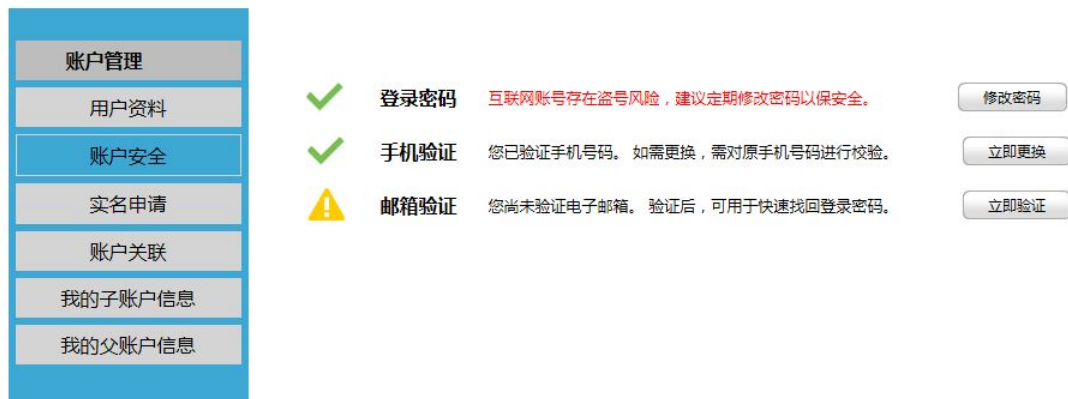 账户管理
用户资料
账户安全
实名申请
账户关联
我的子账户信息
我的父账户信息
登录密码 互联网账号存在盗号风险，建议定期修改密码以保安全。 修改密码
手机验证 您已验证手机号码。 如需更换，需对原手机号码进行校验。 立即更换
邮箱验证 您尚未验证电子邮箱。 验证后，可用于快速找回登录密码。 立即验证